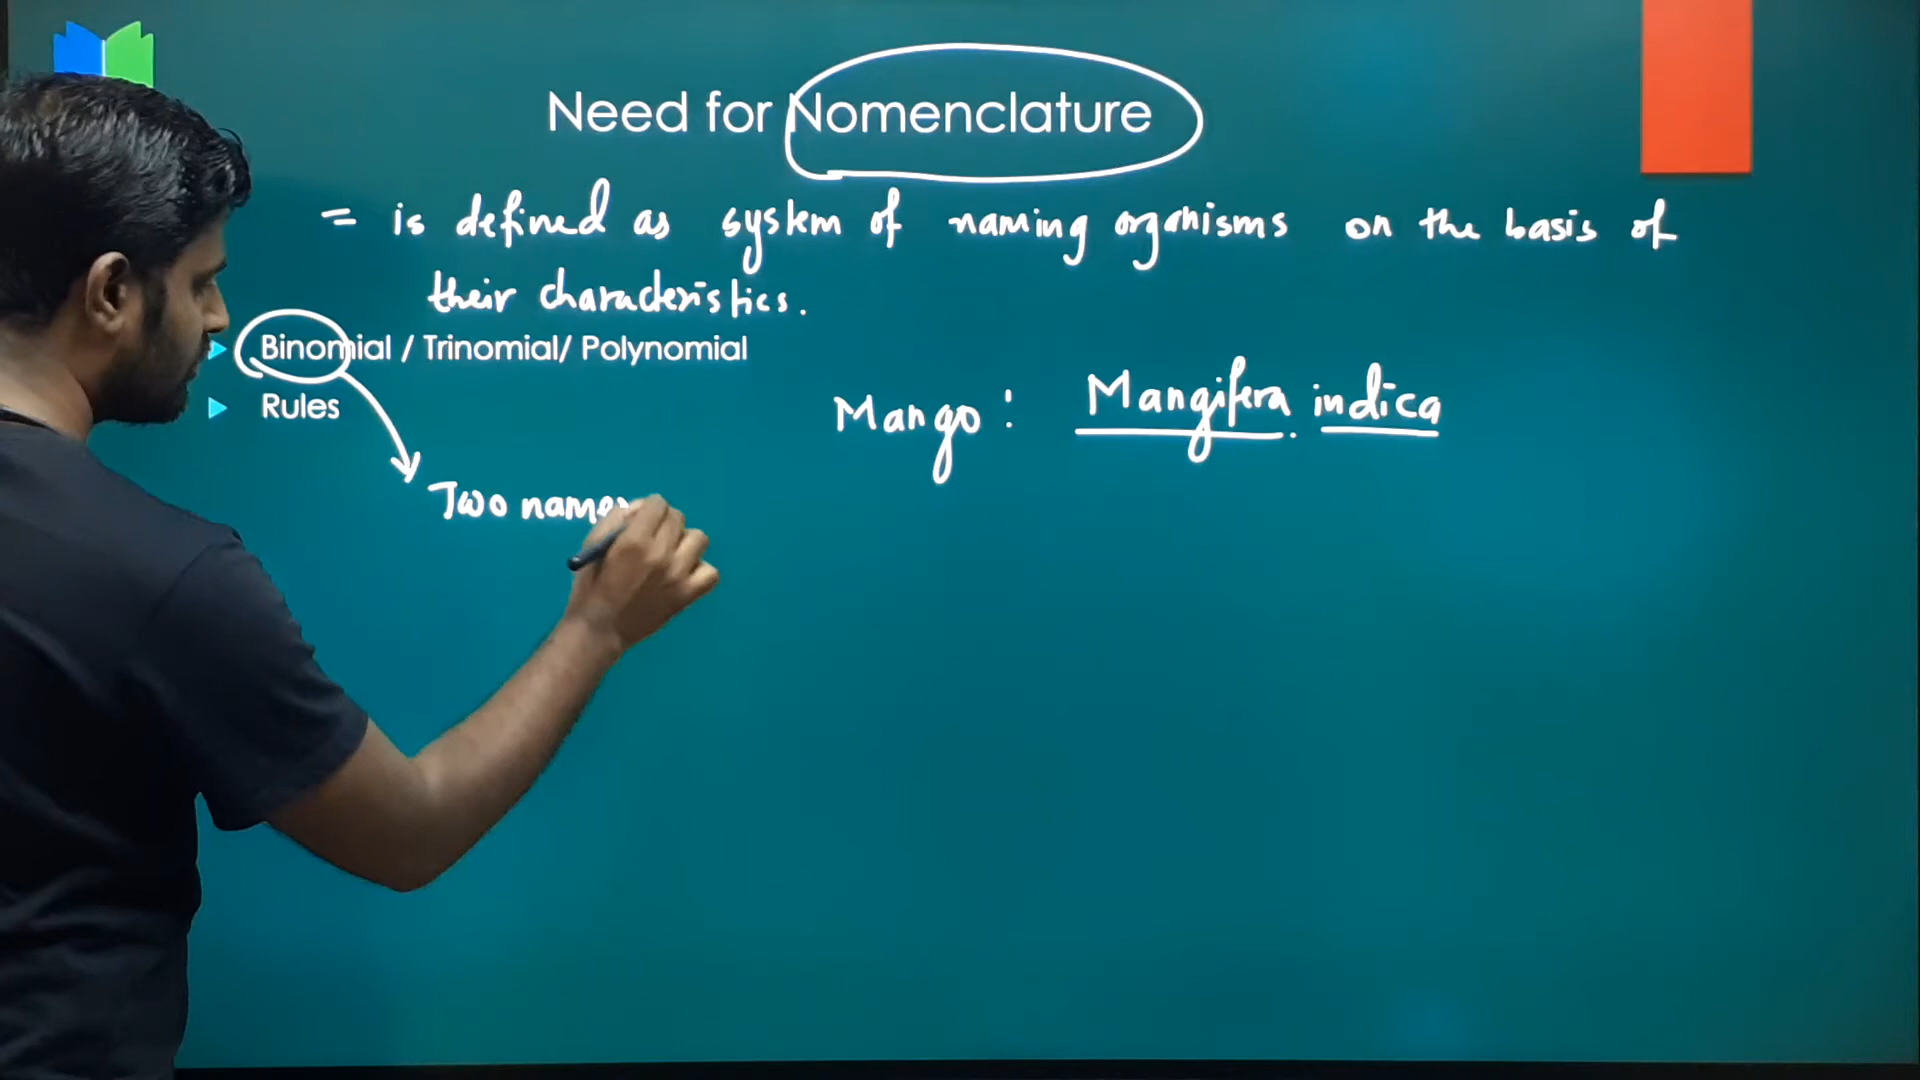 Need for Nomenclature
= is defined as system of naming organisms on the basis of
their characteristics.
Binomial / Trinomial/ Polynomial
Rules
Mango : Mangifera indica
Two names